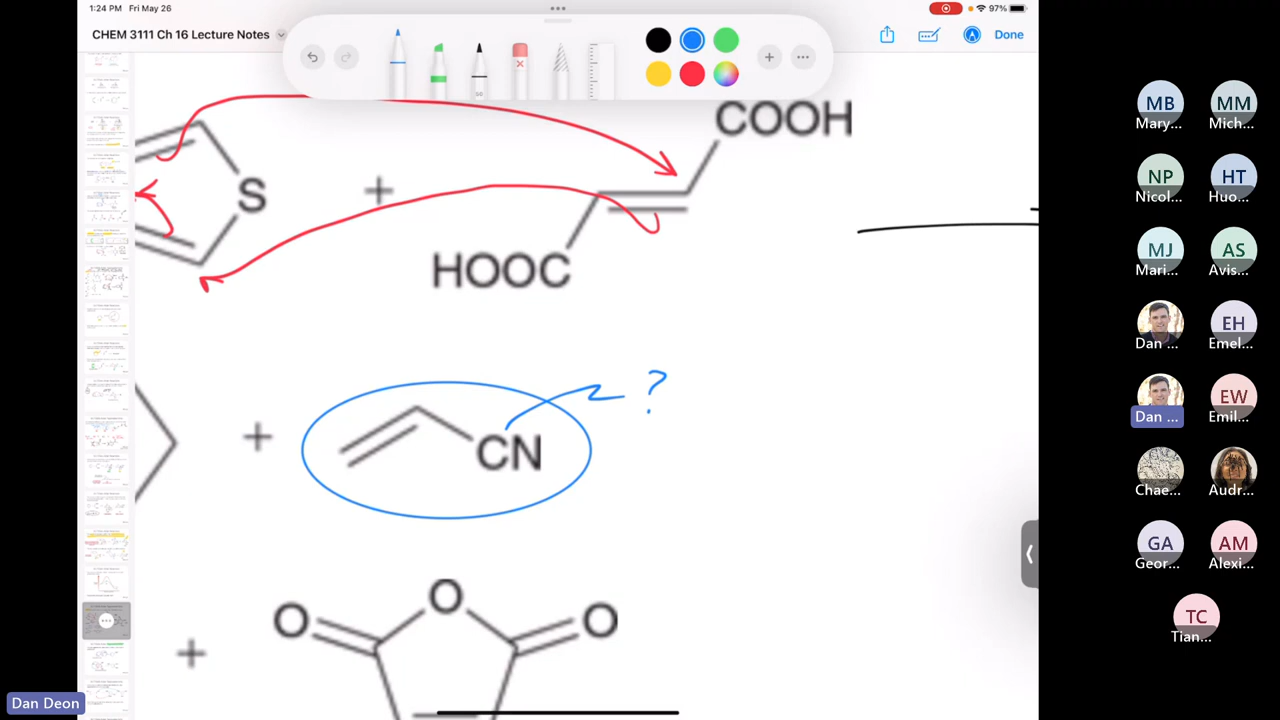 1:24 PM Fri May 26
97%
CHEM 3111 Ch 16 Lecture Notes
Done
COOH
S
+
HOOC
?
+
CN
O
O
O
+
MB
Mary...
MM
Mich...
NP
Nicol...
HT
Huo...
MJ
Mari...
AS
Avis...
Dan ...
EH
Emel...
Dan ...
EW
Emil...
Chae...
Audr...
GA
Geor...
AM
Alexi...
TC
Tian...
Dan Deon